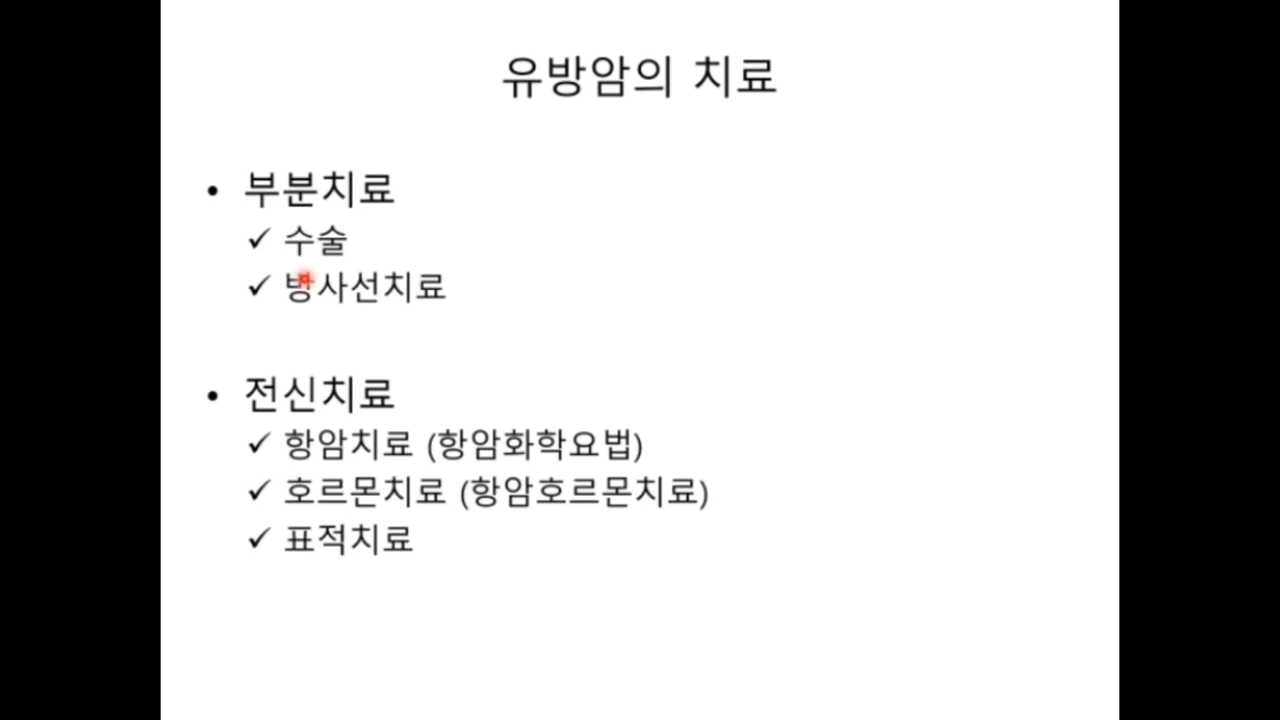 유방암의 치료
• 부분치료
✓ 수술
✓ 방사선치료
• 전신치료
✓ 항암치료 (항암화학요법)
✓ 호르몬치료 (항암호르몬치료)
✓ 표적치료